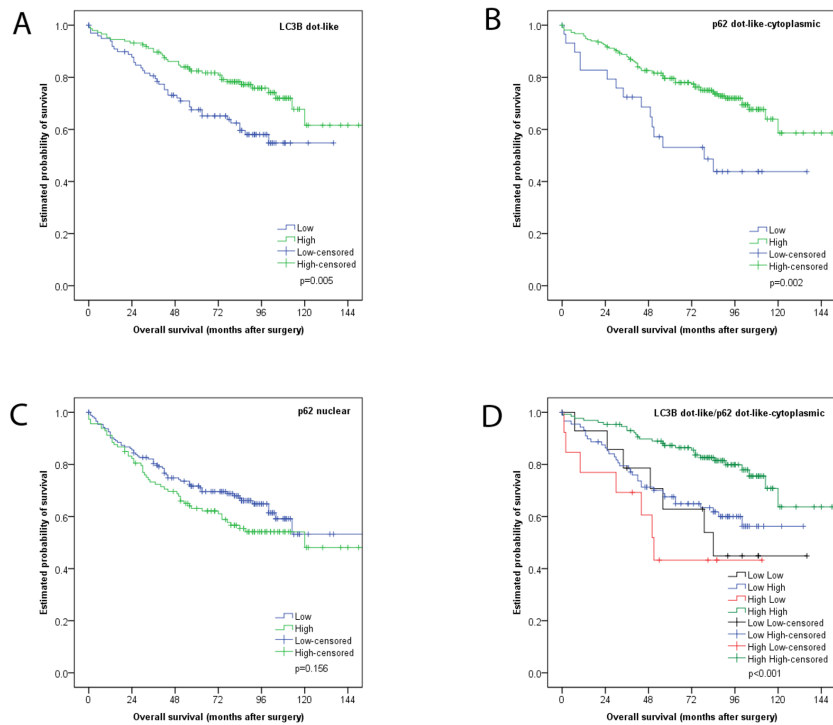 A
LC3B dot-like
Estimated probability of survival
1.0
0.8
0.6
0.4
0.2
0.0
Low
High
Low-censored
High-censored
p=0.005
0 24 48 72 96 120 144
Overall survival (months after surgery)
B
p62 dot-like-cytoplasmic
Estimated probability of survival
1.0
0.8
0.6
0.4
0.2
0.0
Low
High
Low-censored
High-censored
p=0.002
0 24 48 72 96 120 144
Overall survival (months after surgery)
C
p62 nuclear
Estimated probability of survival
1.0
0.8
0.6
0.4
0.2
0.0
Low
High
Low-censored
High-censored
p=0.156
0 24 48 72 96 120 144
Overall survival (months after surgery)
D
LC3B dot-like/p62 dot-like-cytoplasmic
Estimated probability of survival
1.0
0.8
0.6
0.4
0.2
0.0
Low Low
Low High
High Low
High High
Low Low-censored
Low High-censored
High Low-censored
High High-censored
p<0.001
0 24 48 72 96 120 144
Overall survival (months after surgery)